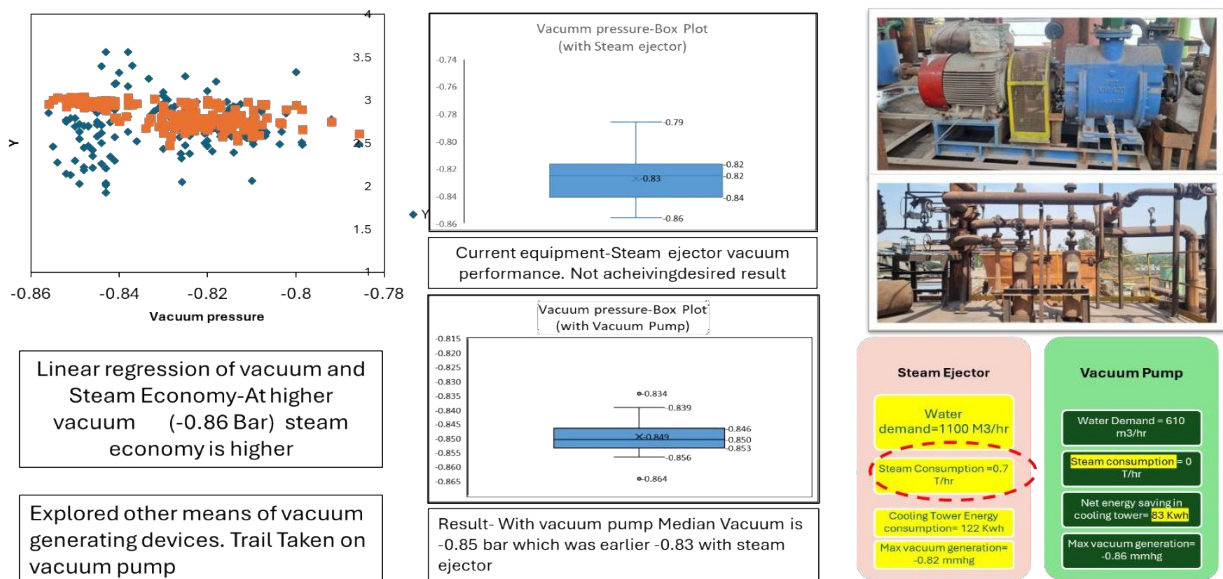 4
3.5
3
2.5
2
1.5
1
Y
Y
-0.86
-0.84
-0.82
-0.8
-0.78
Vacuum pressure
Linear regression of vacuum and
Steam Economy-At higher
vacuum (-0.86 Bar) steam
economy is higher
Explored other means of vacuum
generating devices. Trail Taken on
vacuum pump
Vacumm pressure-Box Plot
(with Steam ejector)
-0.74
-0.76
-0.78
-0.80
-0.82
-0.84
-0.86
-0.79
-0.82
-0.83
-0.82
-0.84
-0.86
Current equipment-Steam ejector vacuum
performance. Not acheivingdesired result
Vacuum pressure-Box Plot
(with Vacuum Pump)
-0.815
-0.820
-0.825
-0.830
-0.835
-0.840
-0.845
-0.850
-0.855
-0.860
-0.865
-0.834
-0.839
-0.846
-0.849
-0.850
-0.853
-0.856
-0.864
Result- With vacuum pump Median Vacuum is
-0.85 bar which was earlier -0.83 with steam
ejector
Steam Ejector
Water
demand=1100 M3/hr
Steam Consumption =0.7
T/hr
Cooling Tower Energy
consumption= 122 Kwh
Max vacuum generation=
-0.82 mmhg
Vacuum Pump
Water Demand = 610
m3/hr
Steam consumption = 0
T/hr
Net energy saving in
cooling tower= 83 Kwh
Max vacuum generation=
-0.86 mmhg